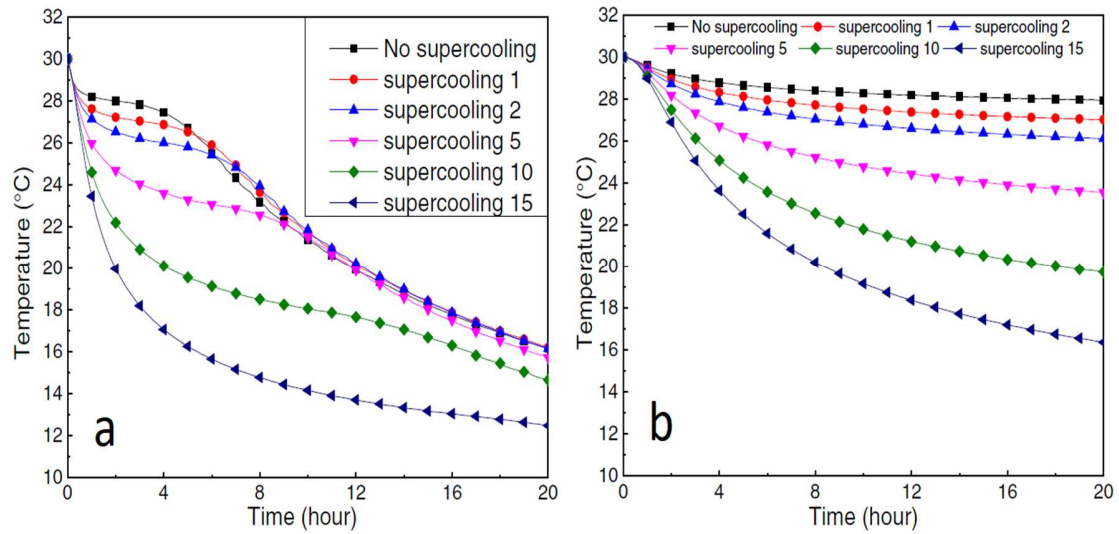 32
30
28
26
24
22
20
18
16
14
12
10
Temperature (°C)
No supercooling
supercooling 1
supercooling 2
supercooling 5
supercooling 10
supercooling 15
a
0 4 8 12 16 20
Time (hour)
32
30
28
26
24
22
20
18
16
14
12
10
Temperature (°C)
No supercooling supercooling 1 supercooling 2
supercooling 5 supercooling 10 supercooling 15
b
0 4 8 12 16 20
Time (hour)